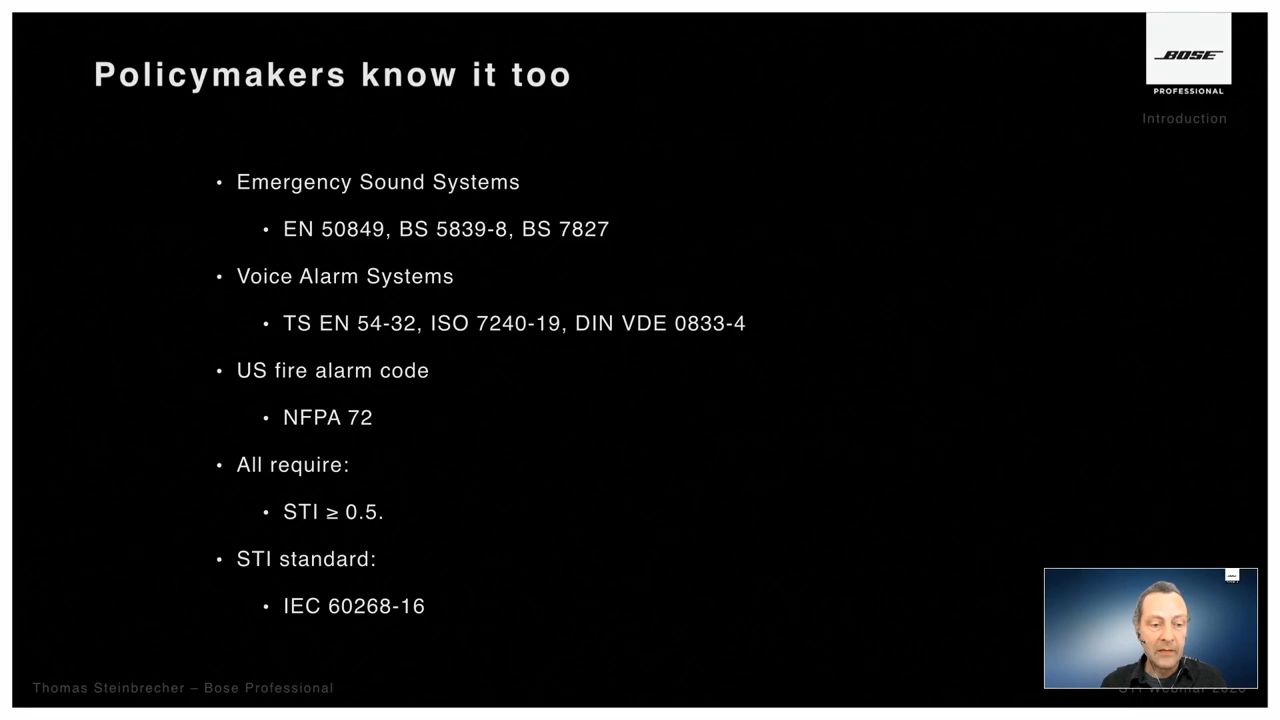 Policymakers know it too
BOSE
PROFESSIONAL
Introduction
• Emergency Sound Systems
• EN 50849, BS 5839-8, BS 7827
• Voice Alarm Systems
• TS EN 54-32, ISO 7240-19, DIN VDE 0833-4
• US fire alarm code
• NFPA 72
• All require:
• STI ≥ 0.5.
• STI standard:
• IEC 60268-16
Thomas Steinbrecher – Bose Professional